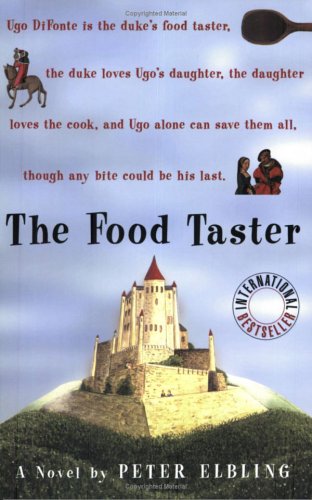 Ugo DiFonte is the duke's food taster,
the duke loves Ugo's daughter, the daughter
loves the cook, and Ugo alone can save them all,
though any bite could be his last.
The Food Taster
INTERNATIONAL
BESTSELLER
A Novel by PETER ELBLING